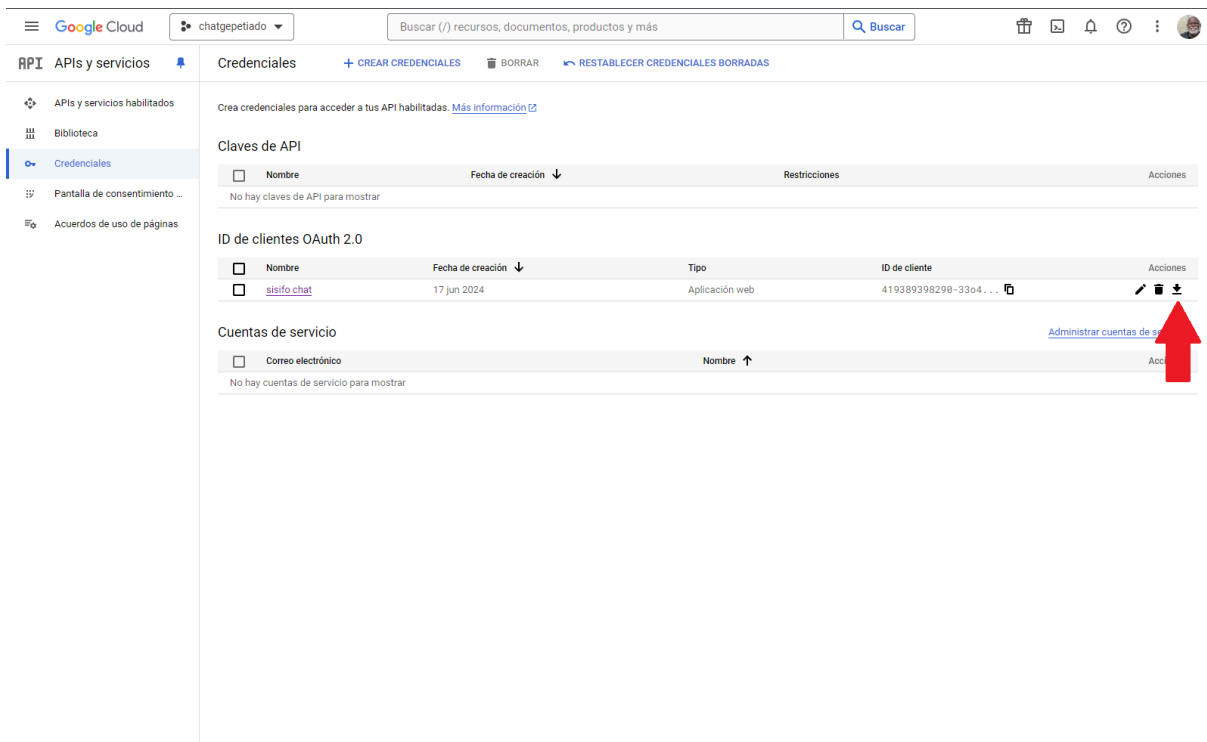 Google Cloud chatgepetiado Buscar (/) recursos, documentos, productos y más Buscar
API APIs y servicios
Credenciales + CREAR CREDENCIALES BORRAR RESTABLECER CREDENCIALES BORRADAS
APIs y servicios habilitados
Biblioteca
Credenciales
Pantalla de consentimiento ...
Acuerdos de uso de páginas
Crea credenciales para acceder a tus API habilitadas. Más información
Claves de API
Nombre Fecha de creación Restricciones Acciones
No hay claves de API para mostrar
ID de clientes OAuth 2.0
Nombre Fecha de creación Tipo ID de cliente Acciones
sisifo chat 17 jun 2024 Aplicación web 419389398290-33o4...
Cuentas de servicio Administrar cuentas de
Correo electrónico Nombre
No hay cuentas de servicio para mostrar